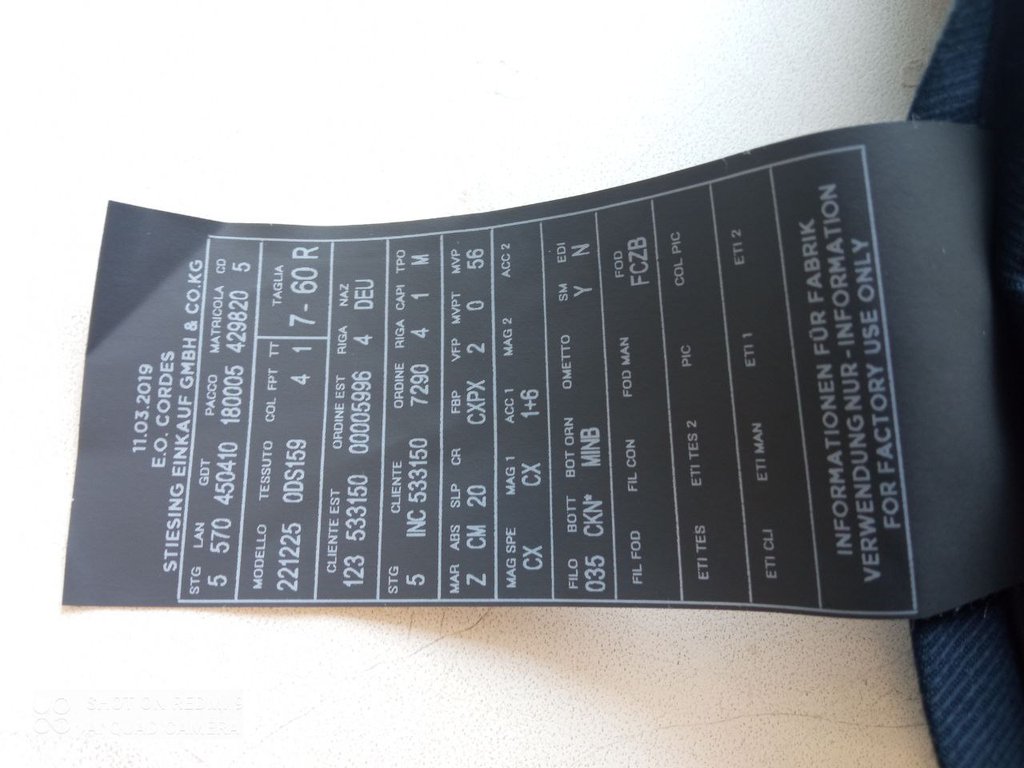 11.03.2019
E.O. CORDES
STIESING EINKAUF GMBH & CO.KG
STG LAN GDT PACCO MATRICOLA CD
5 570 450410 180005 429820 5
MODELLO TESSUTO COL FPT TT TAGLIA
221225 0DS159 4 1 7 - 60 R
CLIENTE EST ORDINE EST RIGA NAZ
123 533150 00005996 4 DEU
STG CLIENTE ORDINE RIGA CAPI TPO
5 INC 533150 7290 4 1 M
MAR ABS SLP CR FBP VFP MVPT MVP
Z CM 20 CXPX 2 0 56
MAG SPE MAG 1 ACC 1 MAG 2 ACC 2
CX CX 1+6
FILO BOTT BOT ORN OMETTO SM EDI
035 CKN* MINB Y N
FIL FOD FIL CON FOD MAN FOD
FCZB
ETI TES ETI TES 2 PIC COL PIC
ETI CLI ETI MAN ETI 1 ETI 2
INFORMATIONEN FÜR FABRIK
VERWENDUNG NUR - INFORMATION
FOR FACTORY USE ONLY
SHOT ON REDMI 9
AI QUAD CAMERA